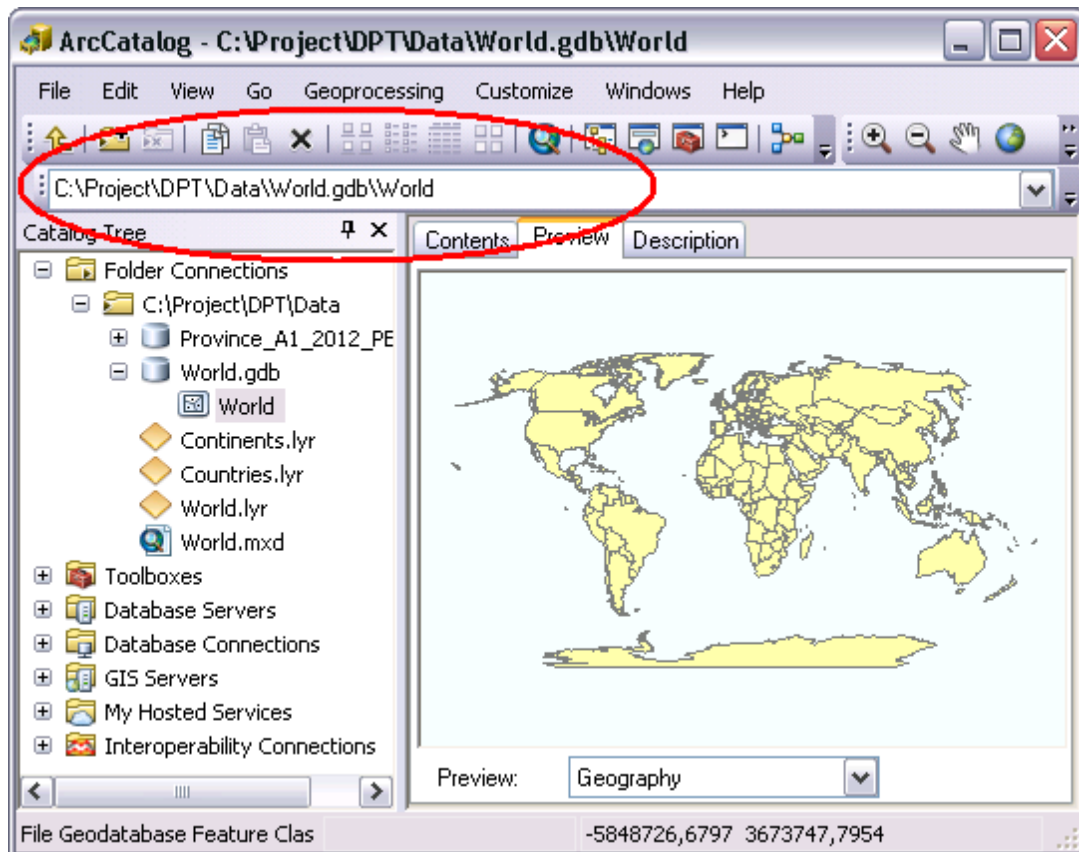 ArcCatalog - C:\Project\DPT\Data\World.gdb\World
File Edit View Go Geoprocessing Customize Windows Help
C:\Project\DPT\Data\World.gdb\World
Catalog Tree
Contents Preview Description
Folder Connections
C:\Project\DPT\Data
Province_A1_2012_PE
World.gdb
World
Continents.lyr
Countries.lyr
World.lyr
World.mxd
Toolboxes
Database Servers
Database Connections
GIS Servers
My Hosted Services
Interoperability Connections
Preview: Geography
File Geodatabase Feature Clas -5848726,6797 3673747,7954